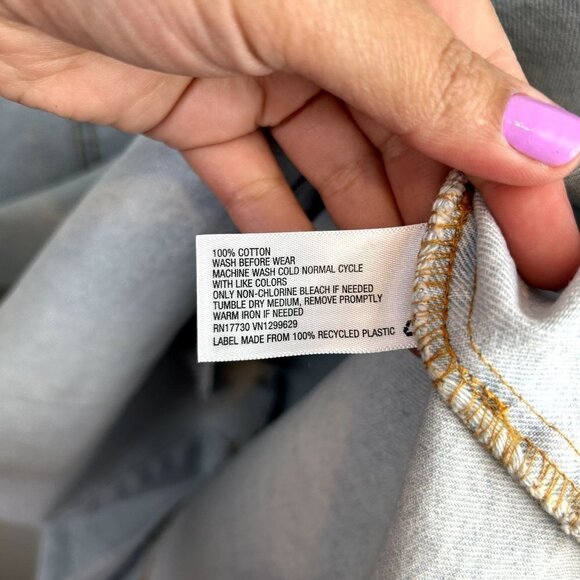 100% COTTON
WASH BEFORE WEAR
MACHINE WASH COLD NORMAL CYCLE
WITH LIKE COLORS
ONLY NON-CHLORINE BLEACH IF NEEDED
TUMBLE DRY MEDIUM, REMOVE PROMPTLY
WARM IRON IF NEEDED
RN17730 VN1299629
LABEL MADE FROM 100% RECYCLED PLASTIC